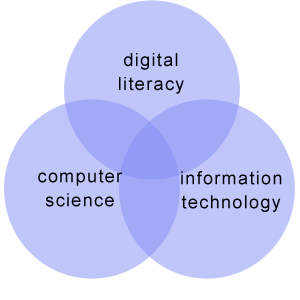 digital
literacy
computer
science
information
technology